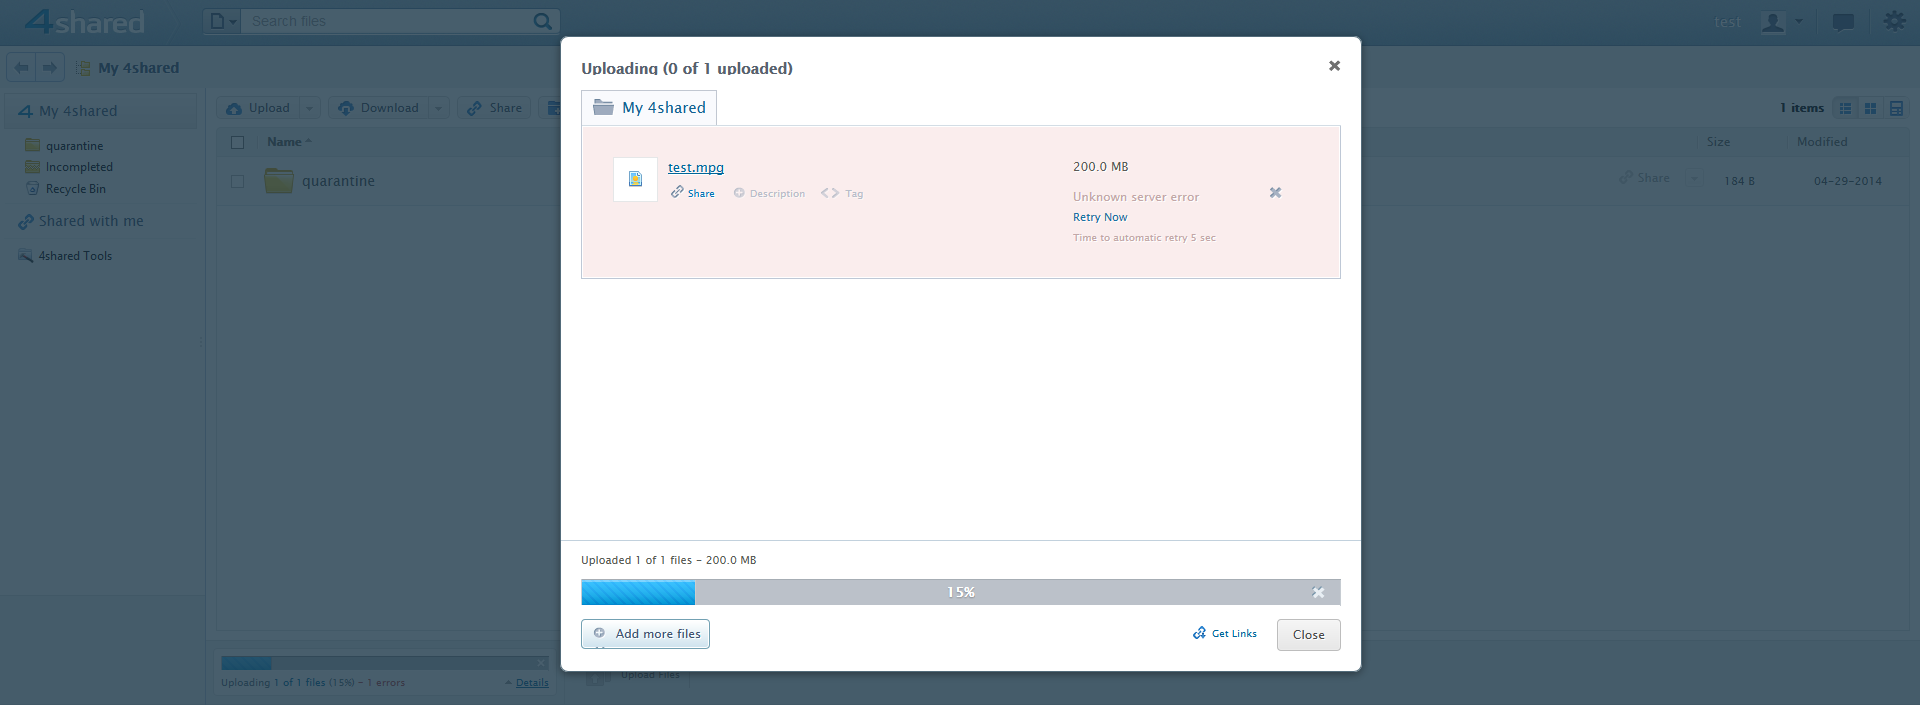 4shared
Search files
test
My 4shared
My 4shared
quarantine
Incompleted
Recycle Bin
Shared with me
4shared Tools
Upload
Download
Share
1 items
Name
Size
Modified
quarantine
Share
184 B
04-29-2014
Uploading (0 of 1 uploaded)
My 4shared
test.mpg
200.0 MB
Share
Description
Tag
Unknown server error
Retry Now
Time to automatic retry 5 sec
Uploaded 1 of 1 files – 200.0 MB
15%
Add more files
Get Links
Close
Uploading 1 of 1 files (15%) – 1 errors
Details
Upload Files